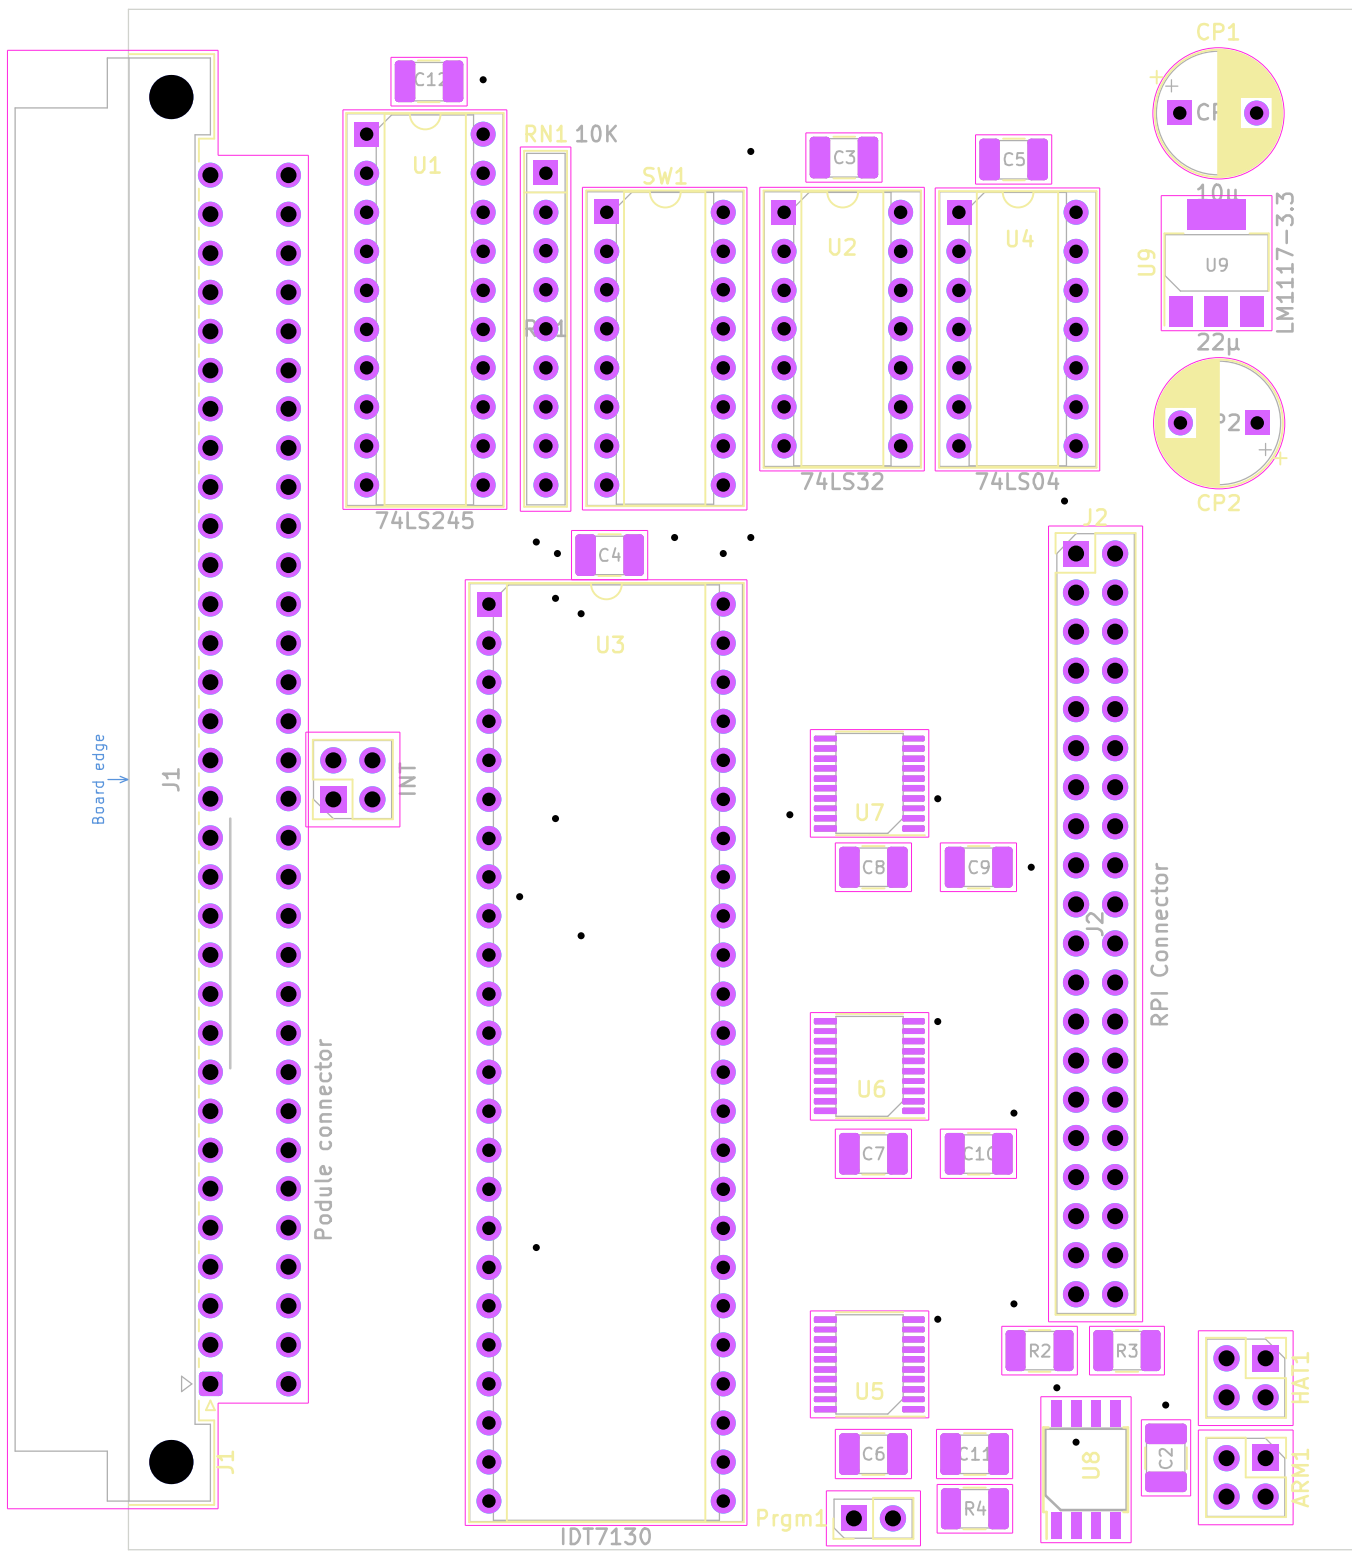 CP1
C12
RN1
10K
U1
C3
C5
SW1
10µ
U2
U4
U9
U9
LM1117-3.3
22µ
74LS245
74LS32
74LS04
CP2
J2
C4
U3
Board edge
J1
INT
U7
C8
C9
J2
RPI Connector
U6
C7
C10
Podule connector
R2
R3
HAT1
U5
C6
C11
U8
C2
ARM1
J1
R4
Prgm1
IDT7130